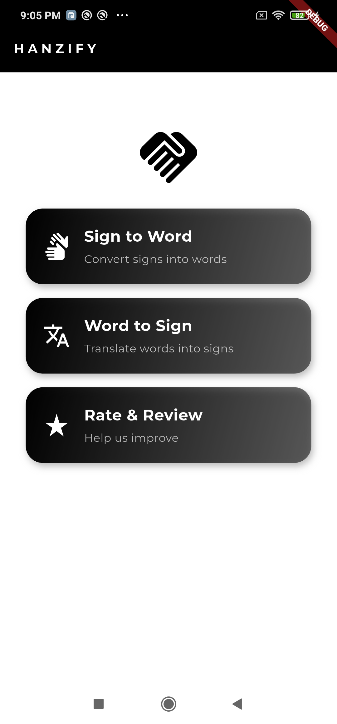 9:05 PM
82
DEBUG
HANZIFY
Sign to Word
Convert signs into words
Word to Sign
Translate words into signs
Rate & Review
Help us improve